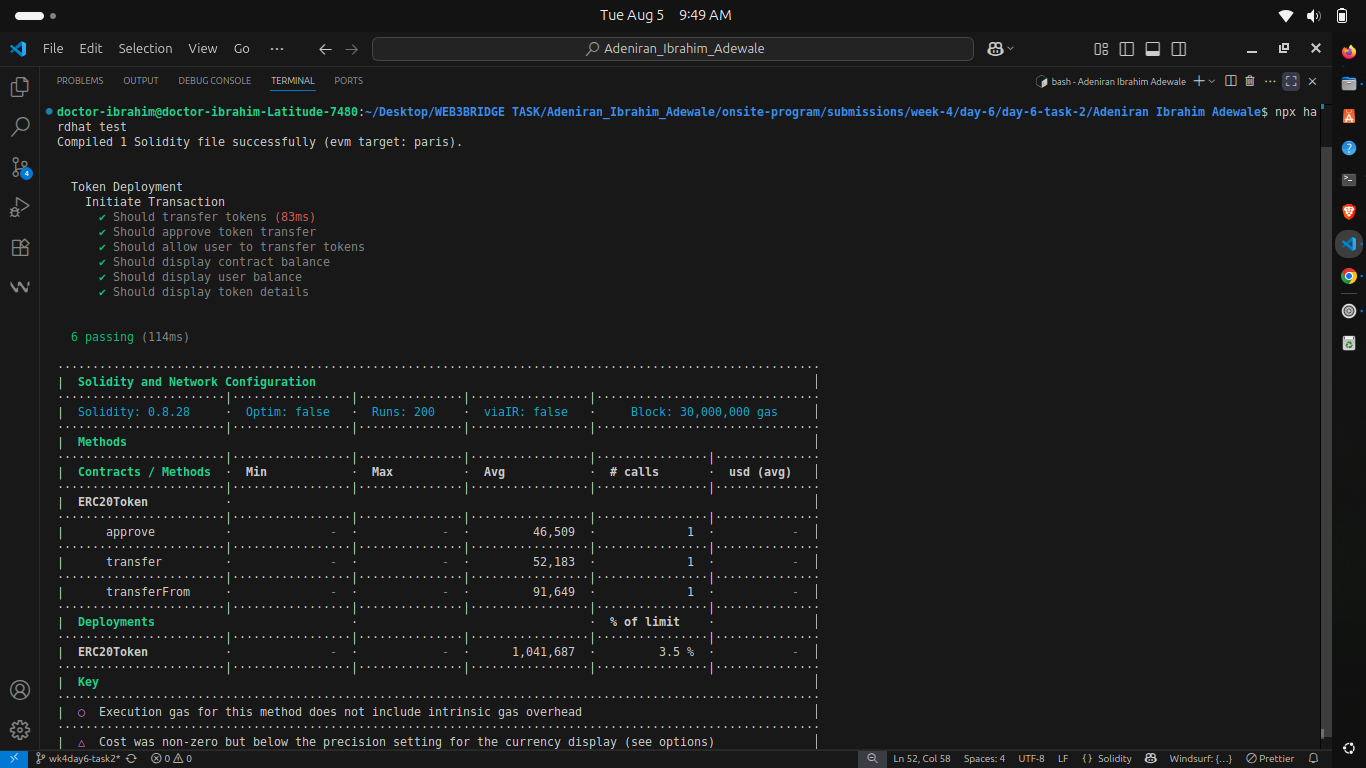 Tue Aug 5 9:49 AM
File Edit Selection View Go ··· Adeniran_Ibrahim_Adewale
PROBLEMS OUTPUT DEBUG CONSOLE TERMINAL PORTS bash - Adeniran Ibrahim Adewale
doctor-ibrahim@doctor-ibrahim-Latitude-7480:~/Desktop/WEB3BRIDGE TASK/Adeniran_Ibrahim_Adewale/onsite-program/submissions/week-4/day-6/day-6-task-2/Adeniran Ibrahim Adewale$ npx ha
rdhat test
Compiled 1 Solidity file successfully (evm target: paris).
Token Deployment
Initiate Transaction
✔ Should transfer tokens (83ms)
✔ Should approve token transfer
✔ Should allow user to transfer tokens
✔ Should display contract balance
✔ Should display user balance
✔ Should display token details
6 passing (114ms)
| Solidity and Network Configuration |
| Solidity: 0.8.28 · Optim: false · Runs: 200 · viaIR: false · Block: 30,000,000 gas |
| Methods |
| Contracts / Methods · Min · Max · Avg · # calls · usd (avg) |
| ERC20Token · |
| approve · - · - · 46,509 · 1 · - |
| transfer · - · - · 52,183 · 1 · - |
| transferFrom · - · - · 91,649 · 1 · - |
| Deployments · · % of limit · |
| ERC20Token · - · - · 1,041,687 · 3.5 % · - |
| Key |
| ◯ Execution gas for this method does not include intrinsic gas overhead |
| △ Cost was non-zero but below the precision setting for the currency display (see options) |
4
wk4day6-task2* 0 0 Ln 52, Col 58 Spaces: 4 UTF-8 LF {} Solidity Windsurf: {...} Prettier